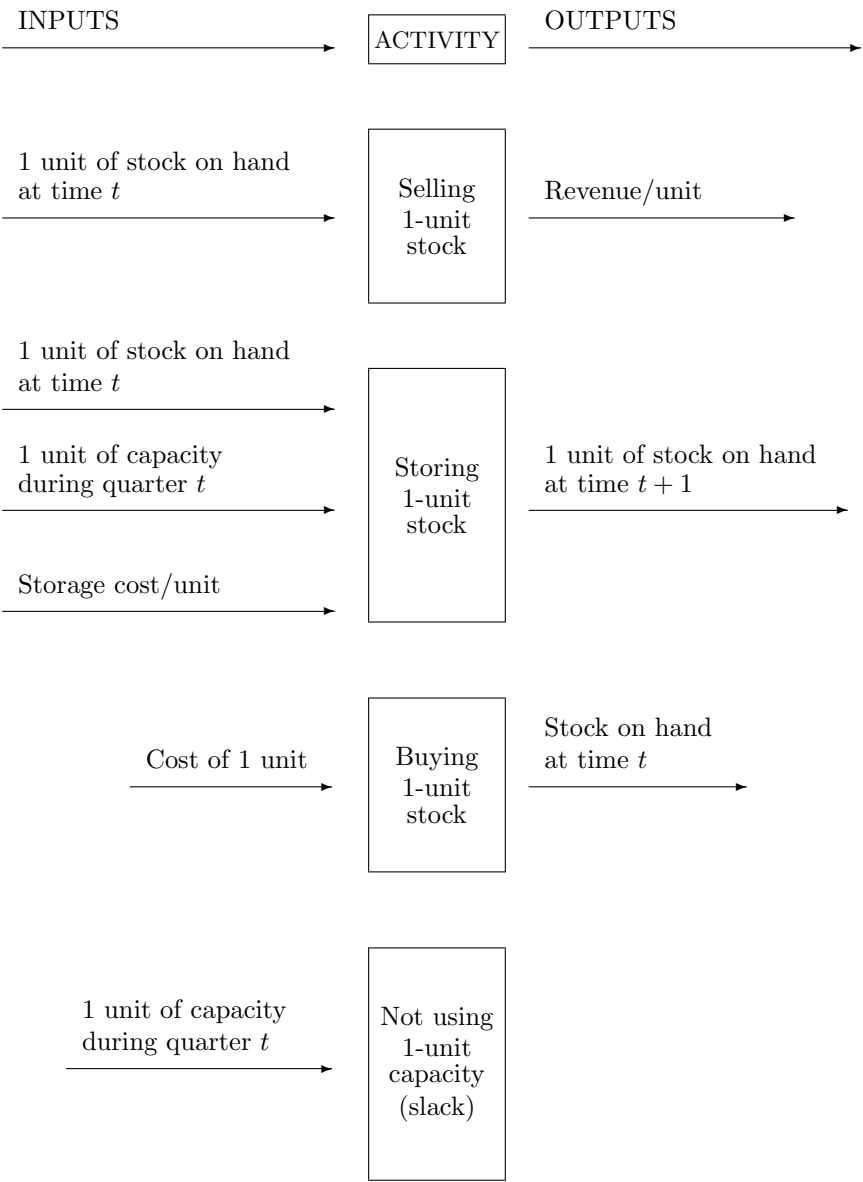 INPUTS
ACTIVITY
OUTPUTS
1 unit of stock on hand
at time t
Selling
1-unit
stock
Revenue/unit
1 unit of stock on hand
at time t
1 unit of capacity
during quarter t
Storage cost/unit
Storing
1-unit
stock
1 unit of stock on hand
at time t + 1
Cost of 1 unit
Buying
1-unit
stock
Stock on hand
at time t
1 unit of capacity
during quarter t
Not using
1-unit
capacity
(slack)